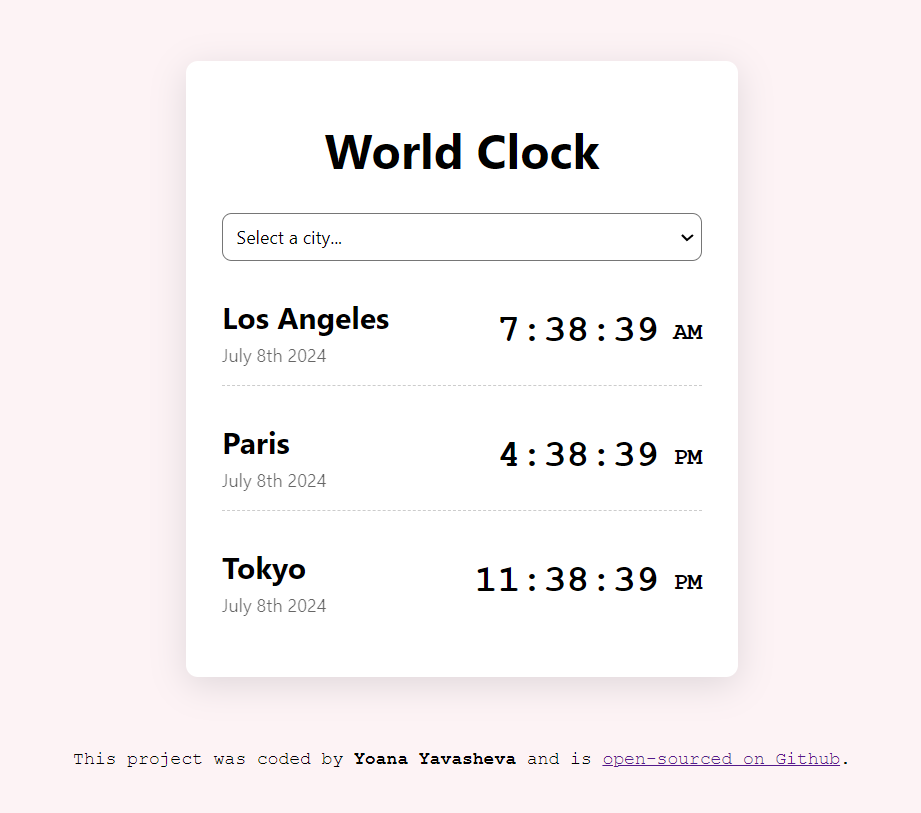 World Clock
Select a city...
Los Angeles
7:38:39 AM
July 8th 2024
Paris
4:38:39 PM
July 8th 2024
Tokyo
11:38:39 PM
July 8th 2024
This project was coded by Yoana Yavasheva and is open-sourced on Github.